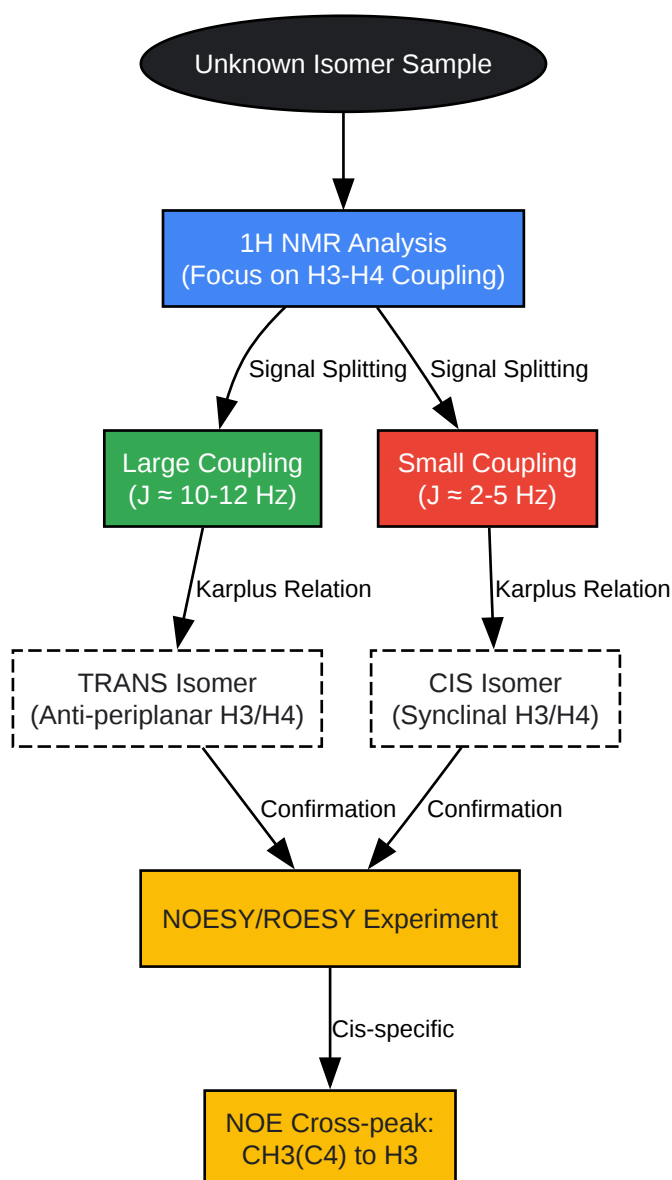 Unknown Isomer Sample
1H NMR Analysis
(Focus on H3-H4 Coupling)
Signal Splitting
Signal Splitting
Large Coupling
(J ≈ 10-12 Hz)
Small Coupling
(J ≈ 2-5 Hz)
Karplus Relation
Karplus Relation
TRANS Isomer
(Anti-periplanar H3/H4)
CIS Isomer
(Synclinal H3/H4)
Confirmation
Confirmation
NOESY/ROESY Experiment
Cis-specific
NOE Cross-peak:
CH3(C4) to H3